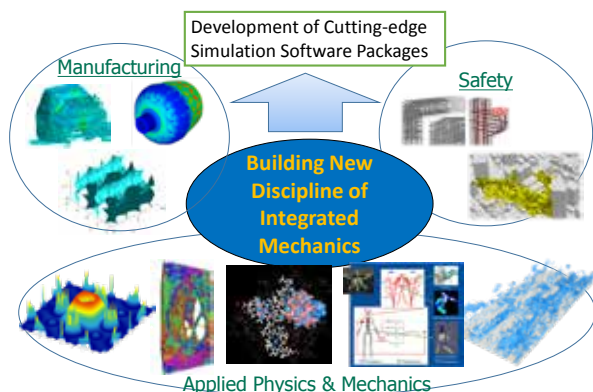 Development of Cutting-edge
Simulation Software Packages
Manufacturing
Safety
Building New
Discipline of
Integrated
Mechanics
Applied Physics & Mechanics